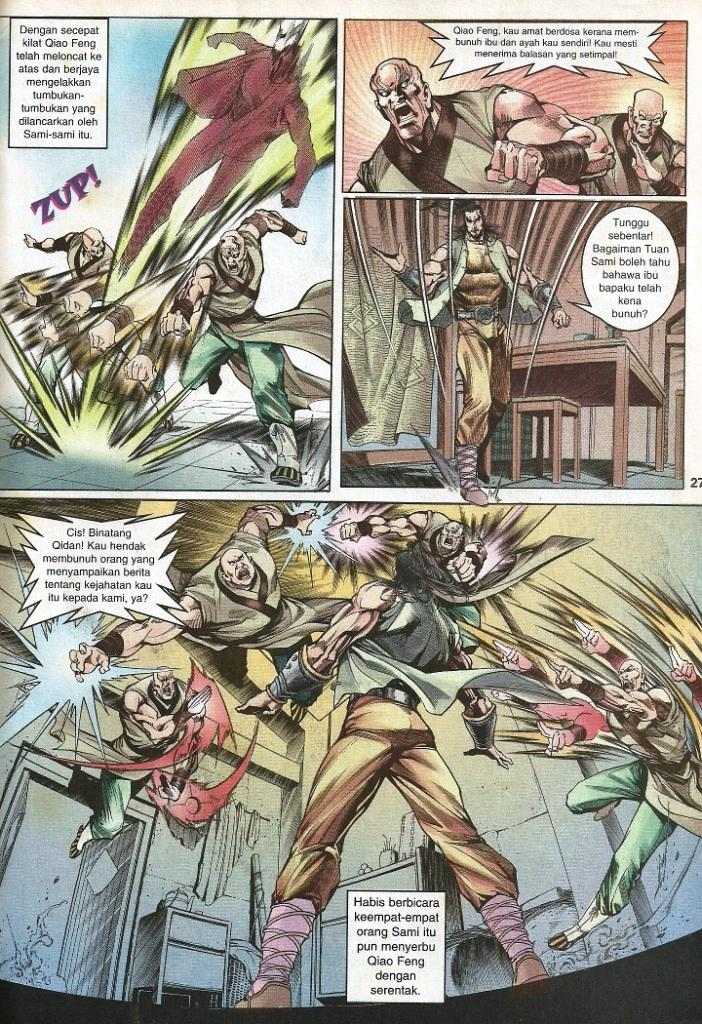 Dengan secepat
kilat Qiao Feng
telah meloncat ke
atas dan berjaya
mengelakkan
tumbukan-
tumbukan yang
dilancarkan oleh
Sami-sami itu.
ZUP!
Qiao Feng, kau amat berdosa kerana mem-
bunuh ibu dan ayah kau sendiri! Kau mesti
menerima balasan yang setimpal!
Tunggu
sebentar!
Bagaiman Tuan
Sami boleh tahu
bahawa ibu
bapaku telah
kena
bunuh?
27
Cis! Binatang
Qidan! Kau hendak
membunuh orang yang
menyampaikan berita
tentang kejahatan kau
itu kepada kami, ya?
Habis berbicara
keempat-empat
orang Sami itu
pun menyerbu
Qiao Feng
dengan
serentak.